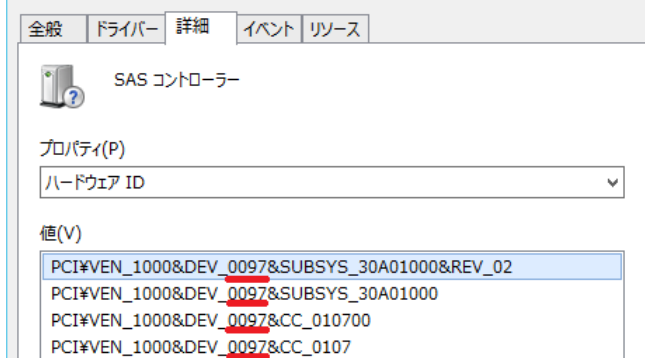 全般 ドライバー 詳細 イベント リソース
SAS コントローラー
プロパティ(P)
ハードウェア ID
値(V)
PCI¥VEN_1000&DEV_0097&SUBSYS_30A01000&REV_02
PCI¥VEN_1000&DEV_0097&SUBSYS_30A01000
PCI¥VEN_1000&DEV_0097&CC_010700
PCI¥VEN_1000&DEV_0097&CC_0107